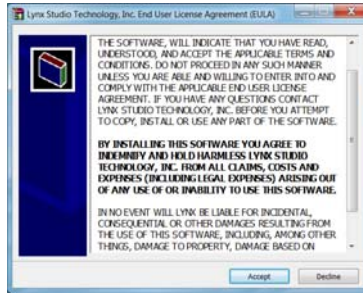 Lynx Studio Technology, Inc. End User License Agreement (EULA)
THE SOFTWARE, WILL INDICATE THAT YOU HAVE READ,
UNDERSTOOD, AND ACCEPT THE APPLICABLE TERMS AND
CONDITIONS. DO NOT PROCEED IN ANY SUCH MANNER
UNLESS YOU ARE ABLE AND WILLING TO ENTER INTO AND
COMPLY WITH THE APPLICABLE END USER LICENSE
AGREEMENT. IF YOU HAVE ANY QUESTIONS CONTACT
LYNX STUDIO TECHNOLOGY, INC. BEFORE YOU ATTEMPT
TO COPY, INSTALL OR USE ANY PART OF THE SOFTWARE.
BY INSTALLING THIS SOFTWARE YOU AGREE TO
INDEMNIFY AND HOLD HARMLESS LYNX STUDIO
TECHNOLOGY, INC. FROM ALL CLAIMS, COSTS AND
EXPENSES (INCLUDING LEGAL EXPENSES) ARISING OUT
OF ANY USE OF OR INABILITY TO USE THIS SOFTWARE.
IN NO EVENT WILL LYNX BE LIABLE FOR INCIDENTAL,
CONSEQUENTIAL OR OTHER DAMAGES RESULTING FROM
THE USE OF THIS SOFTWARE, INCLUDING, AMONG OTHER
THINGS, DAMAGE TO PROPERTY, DAMAGE BASED ON
Accept
Decline